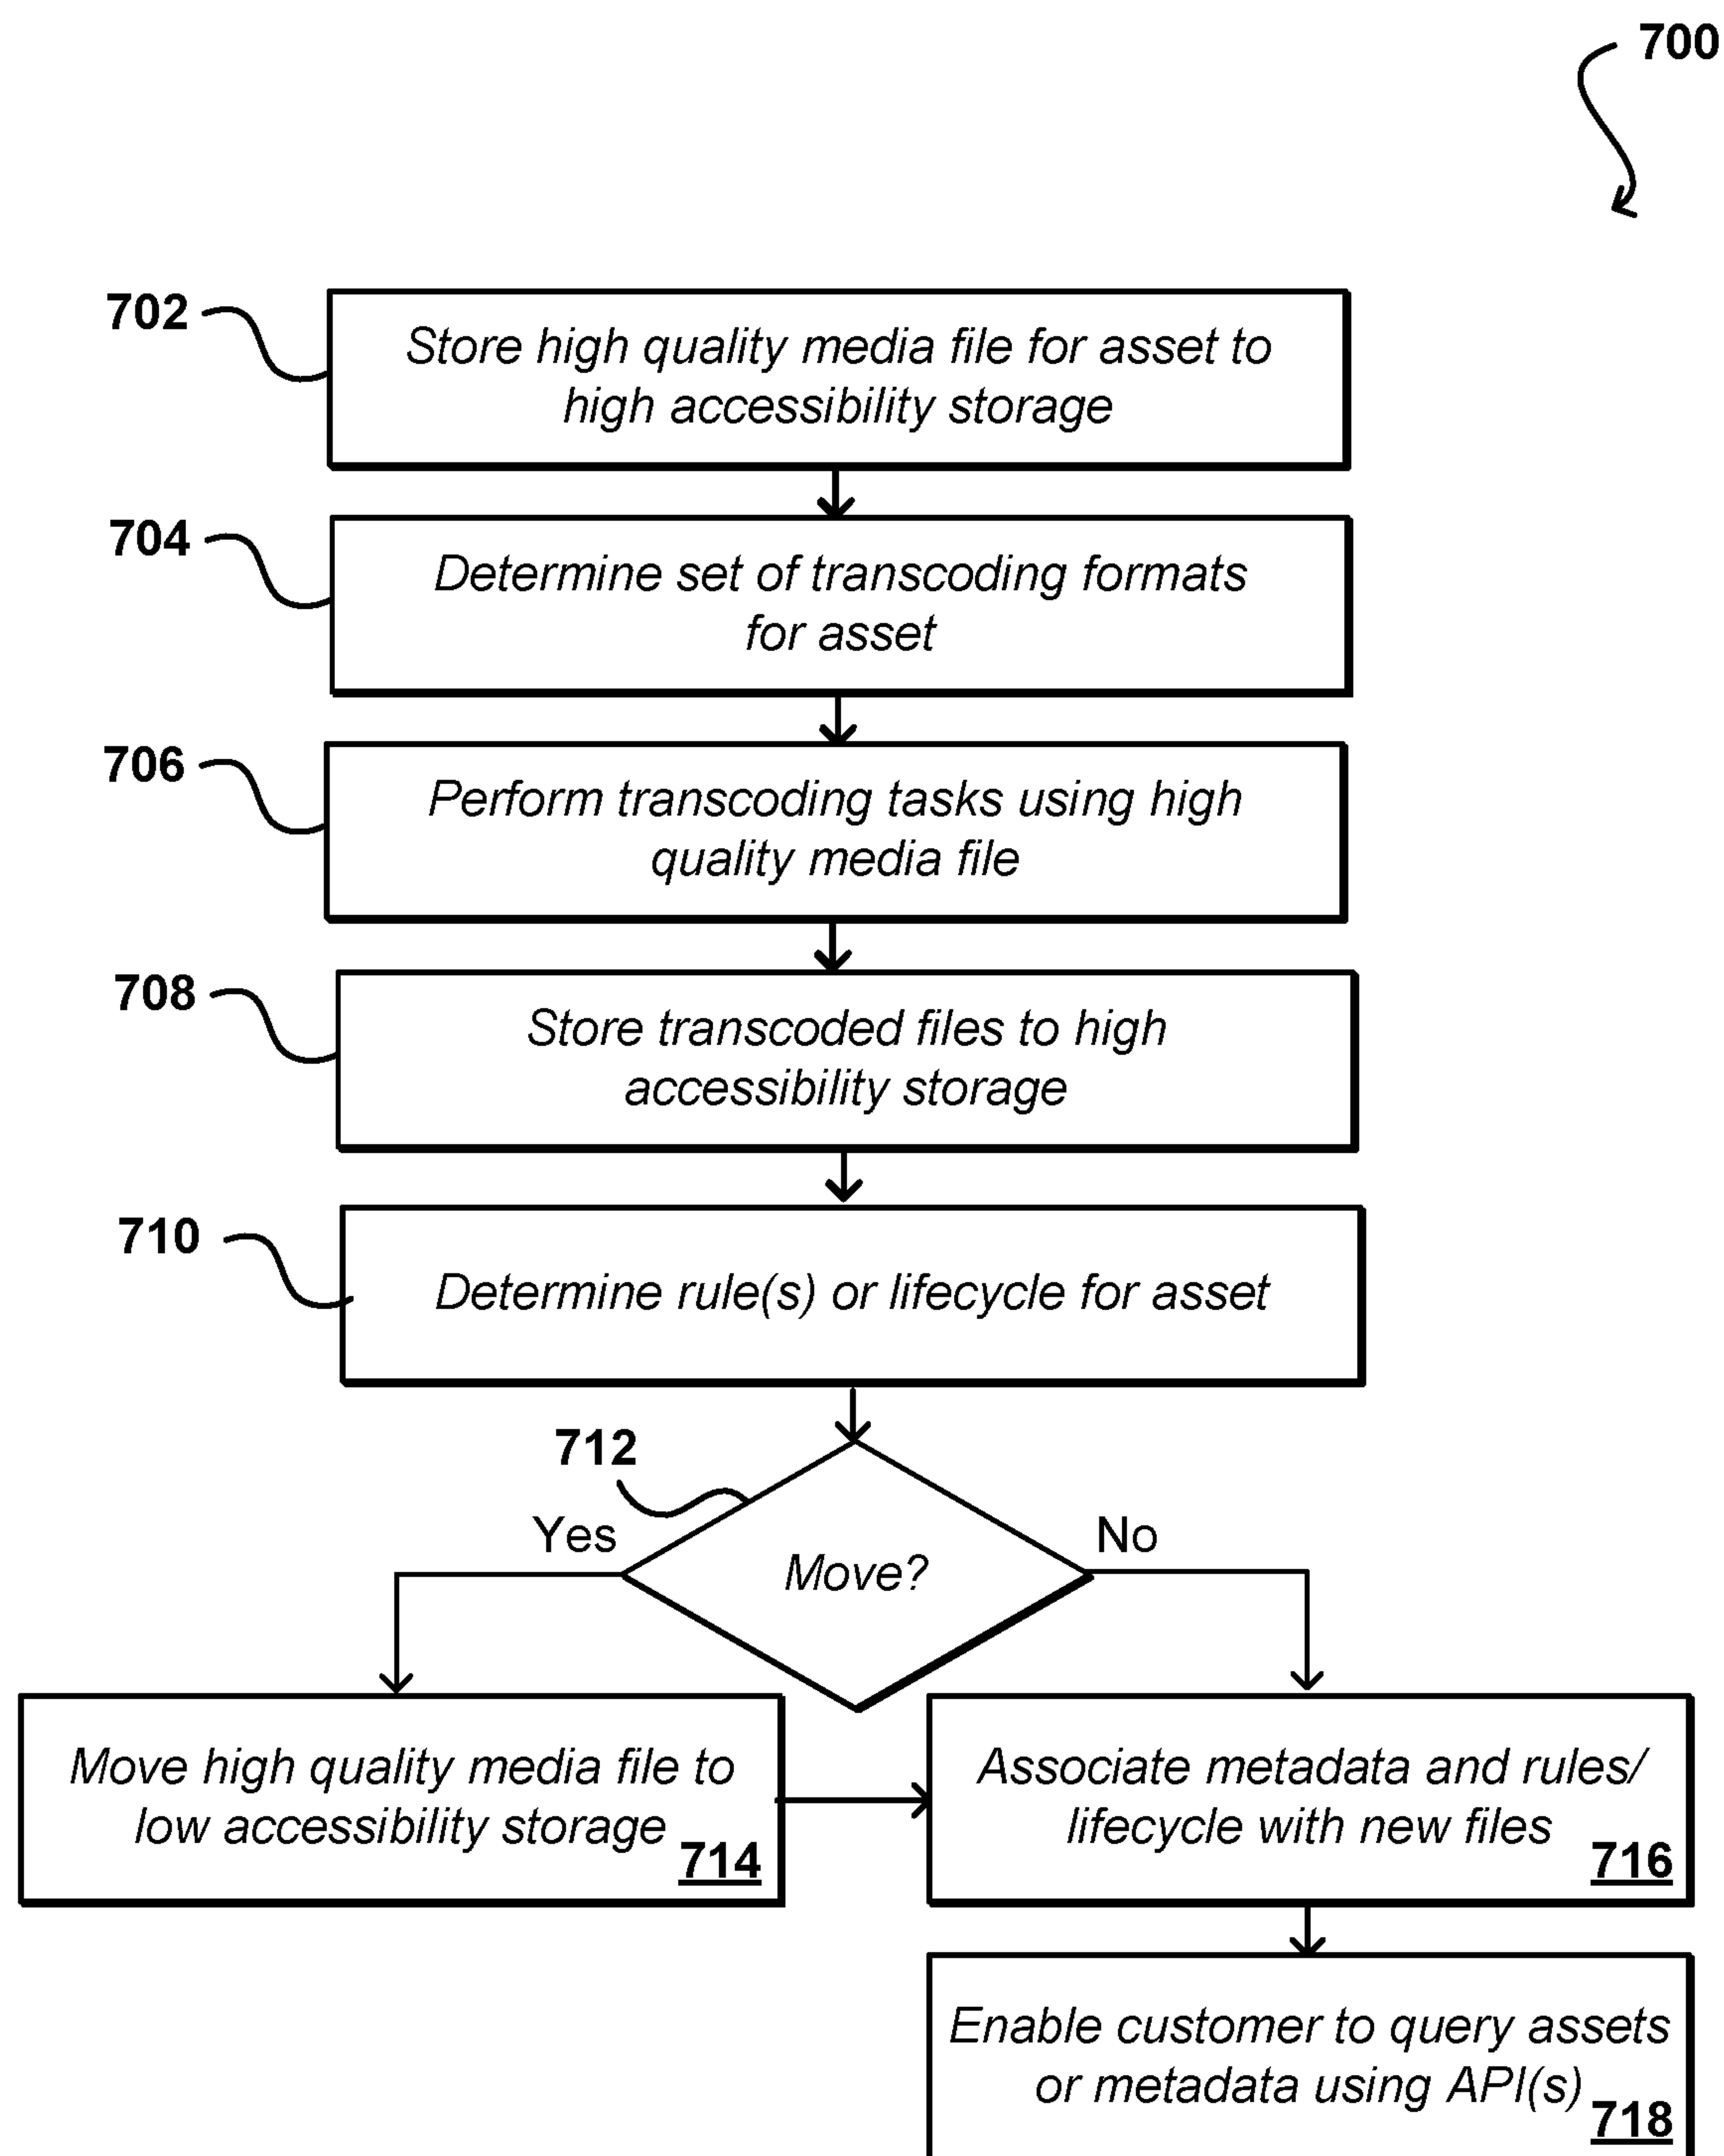 700
702
Store high quality media file for asset to
high accessibility storage
704
Determine set of transcoding formats
for asset
706
Perform transcoding tasks using high
quality media file
708
Store transcoded files to high
accessibility storage
710
Determine rule(s) or lifecycle for asset
712
Yes
No
Move?
Move high quality media file to
low accessibility storage
714
Associate metadata and rules/
lifecycle with new files
716
Enable customer to query assets
or metadata using API(s)
718